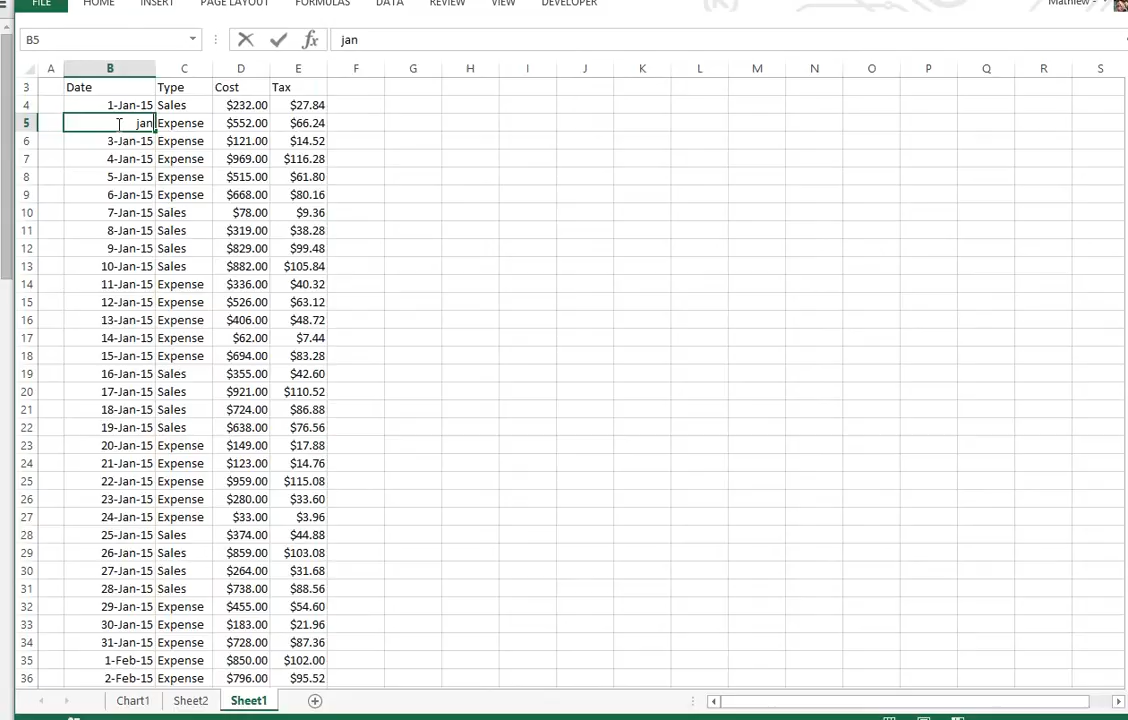 FILE HOME INSERT PAGE LAYOUT FORMULAS DATA REVIEW VIEW DEVELOPER Mathiew -
B5 fx jan
A B C D E F G H I J K L M N O P Q R S
3 Date Type Cost Tax
4 1-Jan-15 Sales $232.00 $27.84
5 jan Expense $552.00 $66.24
6 3-Jan-15 Expense $121.00 $14.52
7 4-Jan-15 Expense $969.00 $116.28
8 5-Jan-15 Expense $515.00 $61.80
9 6-Jan-15 Expense $668.00 $80.16
10 7-Jan-15 Sales $78.00 $9.36
11 8-Jan-15 Sales $319.00 $38.28
12 9-Jan-15 Sales $829.00 $99.48
13 10-Jan-15 Sales $882.00 $105.84
14 11-Jan-15 Expense $336.00 $40.32
15 12-Jan-15 Expense $526.00 $63.12
16 13-Jan-15 Expense $406.00 $48.72
17 14-Jan-15 Expense $62.00 $7.44
18 15-Jan-15 Expense $694.00 $83.28
19 16-Jan-15 Sales $355.00 $42.60
20 17-Jan-15 Sales $921.00 $110.52
21 18-Jan-15 Sales $724.00 $86.88
22 19-Jan-15 Sales $638.00 $76.56
23 20-Jan-15 Expense $149.00 $17.88
24 21-Jan-15 Expense $123.00 $14.76
25 22-Jan-15 Expense $959.00 $115.08
26 23-Jan-15 Expense $280.00 $33.60
27 24-Jan-15 Expense $33.00 $3.96
28 25-Jan-15 Sales $374.00 $44.88
29 26-Jan-15 Sales $859.00 $103.08
30 27-Jan-15 Sales $264.00 $31.68
31 28-Jan-15 Sales $738.00 $88.56
32 29-Jan-15 Expense $455.00 $54.60
33 30-Jan-15 Expense $183.00 $21.96
34 31-Jan-15 Expense $728.00 $87.36
35 1-Feb-15 Expense $850.00 $102.00
36 2-Feb-15 Expense $796.00 $95.52
Chart1 Sheet2 Sheet1